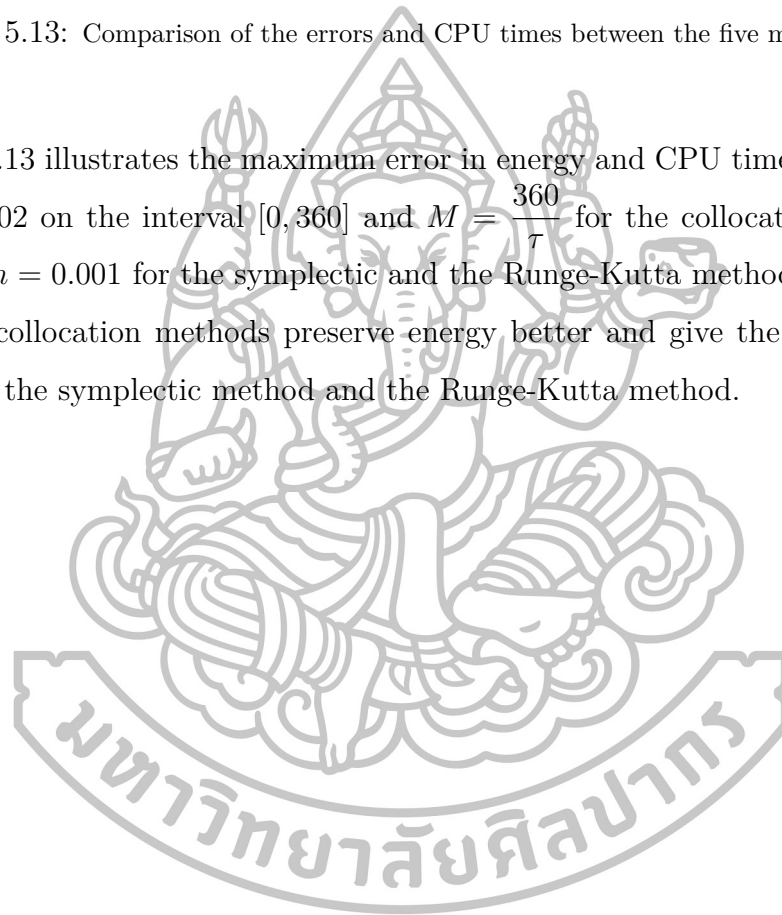 5.13: Comparison of the errors and CPU times between the five m
.13 illustrates the maximum error in energy and CPU time
02 on the interval [0, 360] and M = 360/τ for the collocat
= 0.001 for the symplectic and the Runge-Kutta method
collocation methods preserve energy better and give the
the symplectic method and the Runge-Kutta method.
มหาวิทยาลัยศิลปากร